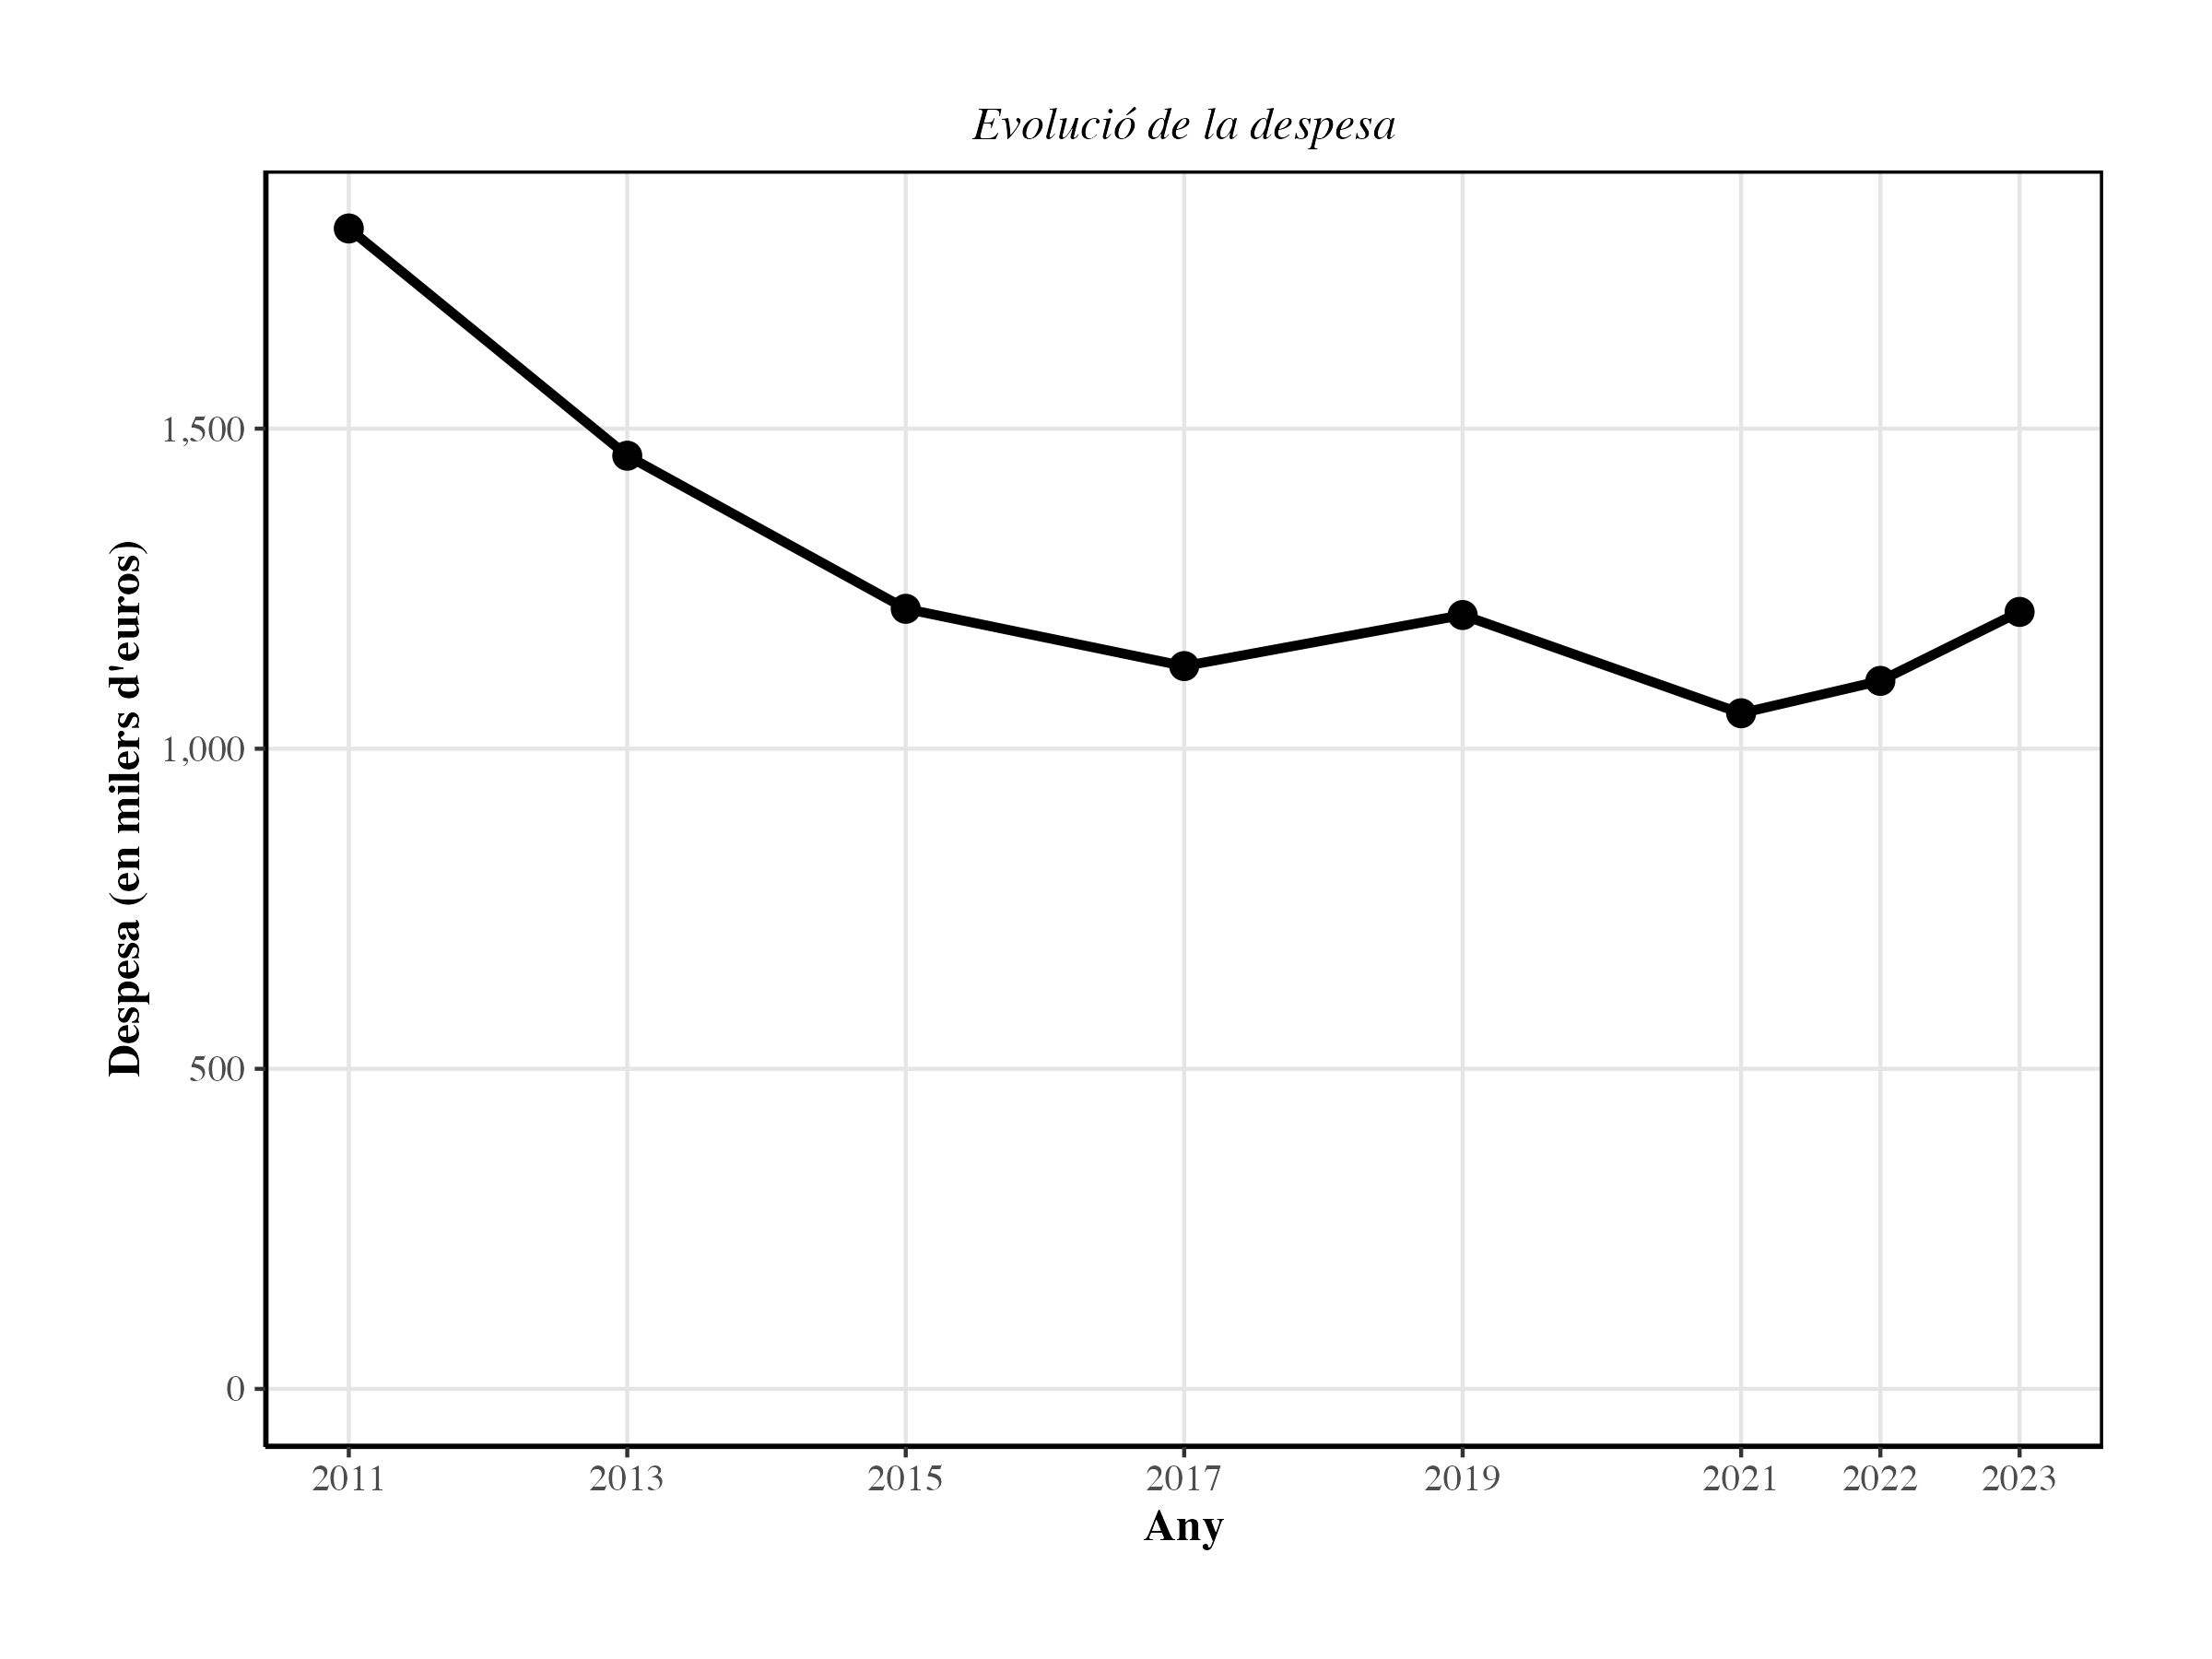 Evolució de la despesa
Despesa (en milers d'euros)
1,500
1,000
500
0
2011 2013 2015 2017 2019 2021 2022 2023
Any